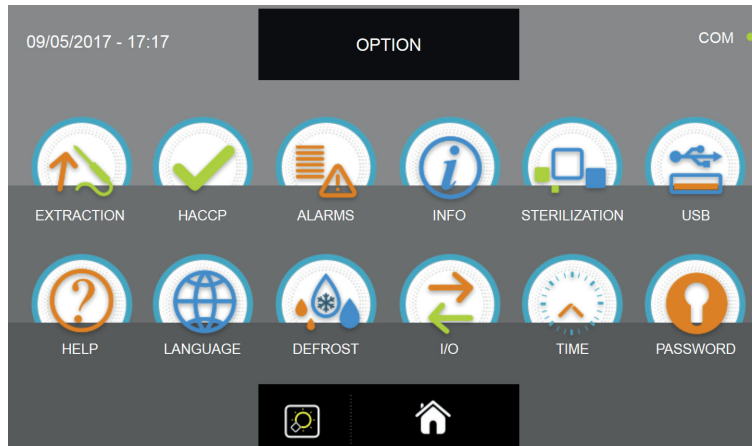 09/05/2017 - 17:17
OPTION
COM
EXTRACTION
HACCP
ALARMS
INFO
STERILIZATION
USB
HELP
LANGUAGE
DEFROST
I/O
TIME
PASSWORD